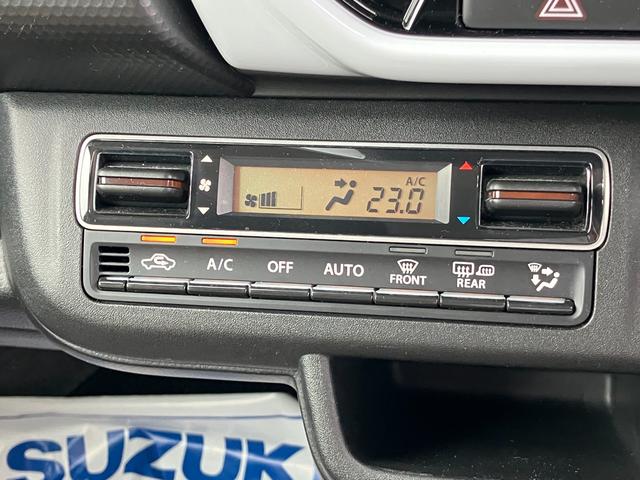 A/C
23.0
A/C OFF AUTO FRONT REAR
SUZUK